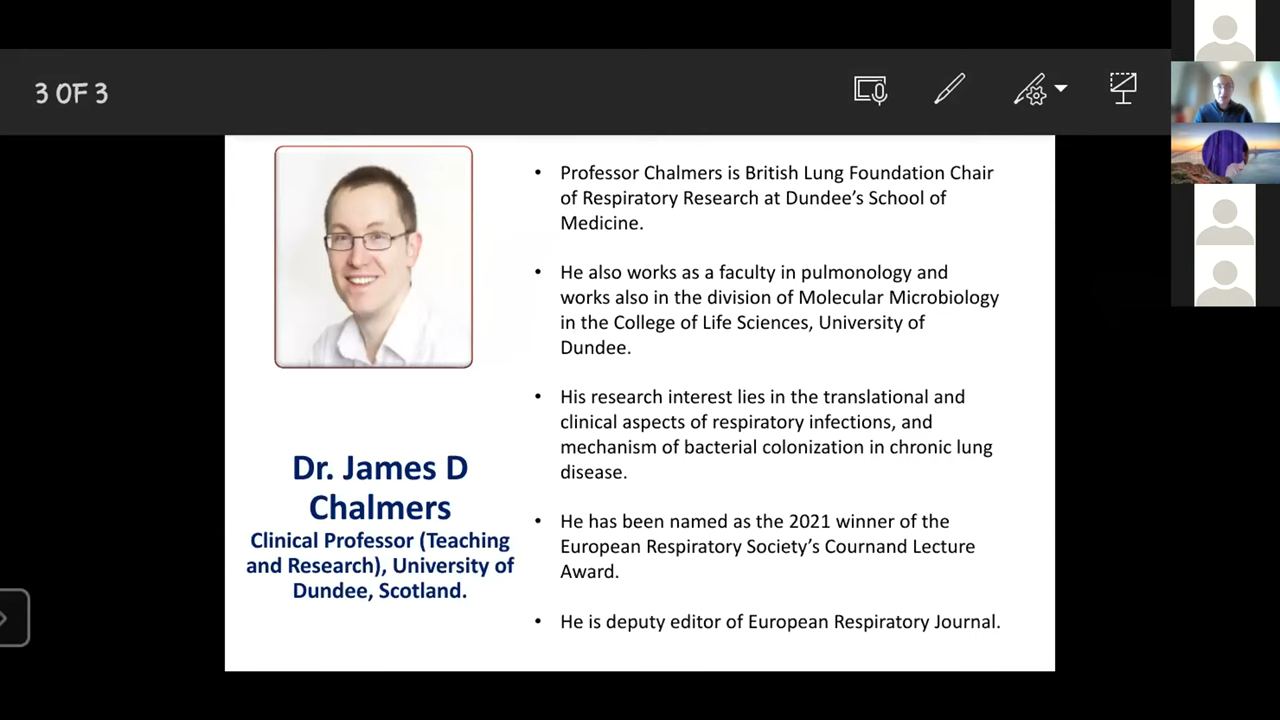 3 OF 3
Dr. James D
Chalmers
Clinical Professor (Teaching
and Research), University of
Dundee, Scotland.
• Professor Chalmers is British Lung Foundation Chair
of Respiratory Research at Dundee’s School of
Medicine.
• He also works as a faculty in pulmonology and
works also in the division of Molecular Microbiology
in the College of Life Sciences, University of
Dundee.
• His research interest lies in the translational and
clinical aspects of respiratory infections, and
mechanism of bacterial colonization in chronic lung
disease.
• He has been named as the 2021 winner of the
European Respiratory Society’s Cournand Lecture
Award.
• He is deputy editor of European Respiratory Journal.